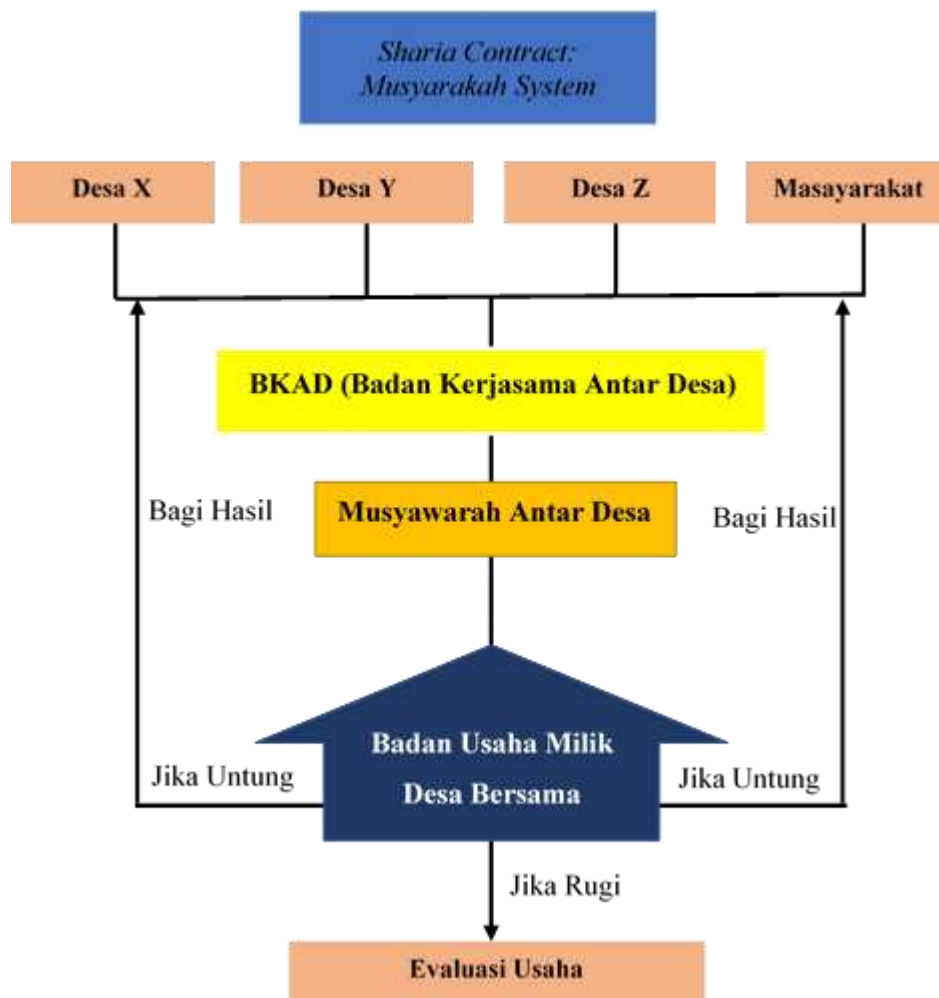 Sharia Contract:
Musyarakah System
Desa X
Desa Y
Desa Z
Masayarakat
BKAD (Badan Kerjasama Antar Desa)
Bagi Hasil
Musyawarah Antar Desa
Bagi Hasil
Badan Usaha Milik
Desa Bersama
Jika Untung
Jika Untung
Jika Rugi
Evaluasi Usaha